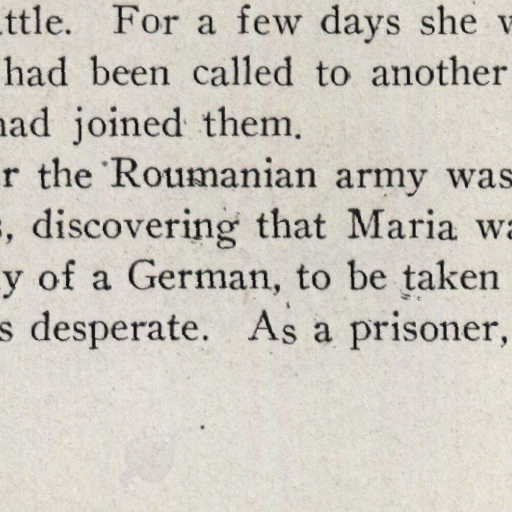 ttle. For a few days she
had been called to another
had joined them.
r the Roumanian army was
s, discovering that Maria wa
y of a German, to be taken
s desperate. As a prisoner,